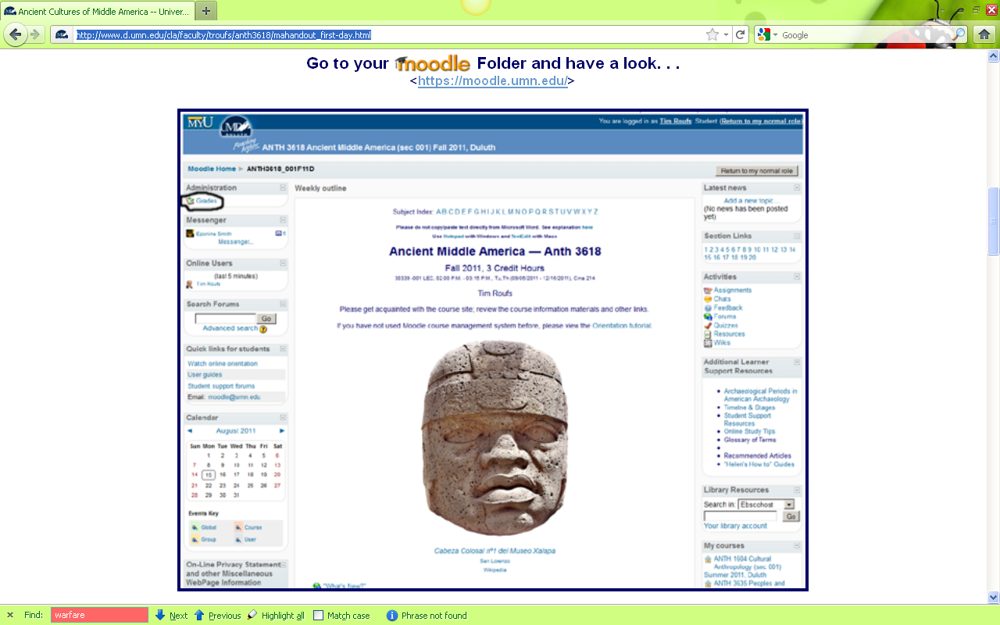 Ancient Cultures of Middle America -- Univer...
http://www.d.umn.edu/cla/faculty/troufs/anth3618/mahandout_first-day.html
Google
Go to your moodle Folder and have a look. . .
<https://moodle.umn.edu/>
MYU
You are logged in as Tim Roufs Student (Return to my normal role)
ANTH 3618 Ancient Middle America (sec 001) Fall 2011, Duluth
Moodle Home ► ANTH3618_001F11D
Return to my normal role
Administration
Grades
Messenger
Eponine Smith
Messenger...
Online Users
(last 5 minutes)
Tim Roufs
Search Forums
Go
Advanced search
Quick links for students
Watch online orientation
User guides
Student support forums
Email: moodle@umn.edu
Calendar
◄ August 2011 ►
Sun Mon Tue Wed Thu Fri Sat
1 2 3 4 5 6
7 8 9 10 11 12 13
14 15 16 17 18 19 20
21 22 23 24 25 26 27
28 29 30 31
Events Key
Global Course
Group User
On-Line Privacy Statement
and other Miscellaneous
WebPage Information
Weekly outline
Subject Index: A B C D E F G H I J K L M N O P Q R S T U V W X Y Z
Please do not copy/paste text directly from Microsoft Word. See explanation here
Use Notepad with Windows and TextEdit with Macs
Ancient Middle America — Anth 3618
Fall 2011, 3 Credit Hours
30339 -001 LEC, 02:00 P.M. - 03:15 P.M., Tu,Th (09/06/2011 - 12/16/2011), Cina 214
Tim Roufs
Please get acquainted with the course site; review the course information materials and other links.
If you have not used Moodle course management system before, please view the Orientation tutorial.
Cabeza Colosal nº1 del Museo Xalapa
San Lorenzo
Wikipedia
"What's New?"
Latest news
Add a new topic...
(No news has been posted
yet)
Section Links
1 2 3 4 5 6 7 8 9 10 11 12 13 14
15 16 17 18 19 20
Activities
Assignments
Chats
Feedback
Forums
Quizzes
Resources
Wikis
Additional Learner
Support Resources
Archaeological Periods in
American Archaeology
Timeline & Stages
Student Support
Resources
Online Study Tips
Glossary of Terms
Recommended Articles
"Helen's How to" Guides
Library Resources
Search in: Ebscohost
Go
Your library account
My courses
ANTH 1604 Cultural
Anthropology (sec 001)
Summer 2011, Duluth
ANTH 3635 Peoples and
× Find: warfare Next Previous Highlight all Match case Phrase not found